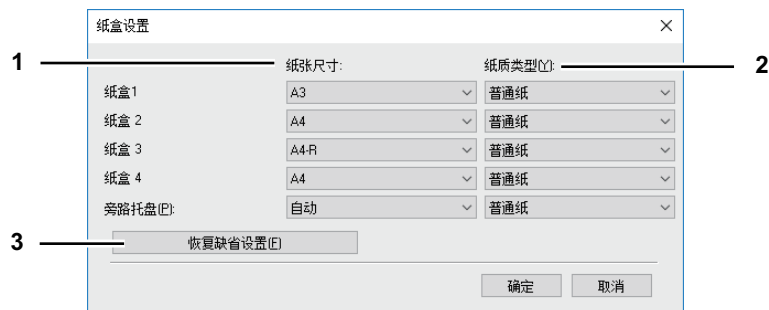 纸盒设置
1 纸张尺寸: 纸质类型(Y): 2
纸盒1 A3 普通纸
纸盒 2 A4 普通纸
纸盒 3 A4-R 普通纸
纸盒 4 A4 普通纸
旁路托盘(P): 自动 普通纸
3 恢复缺省设置(F)
确定 取消